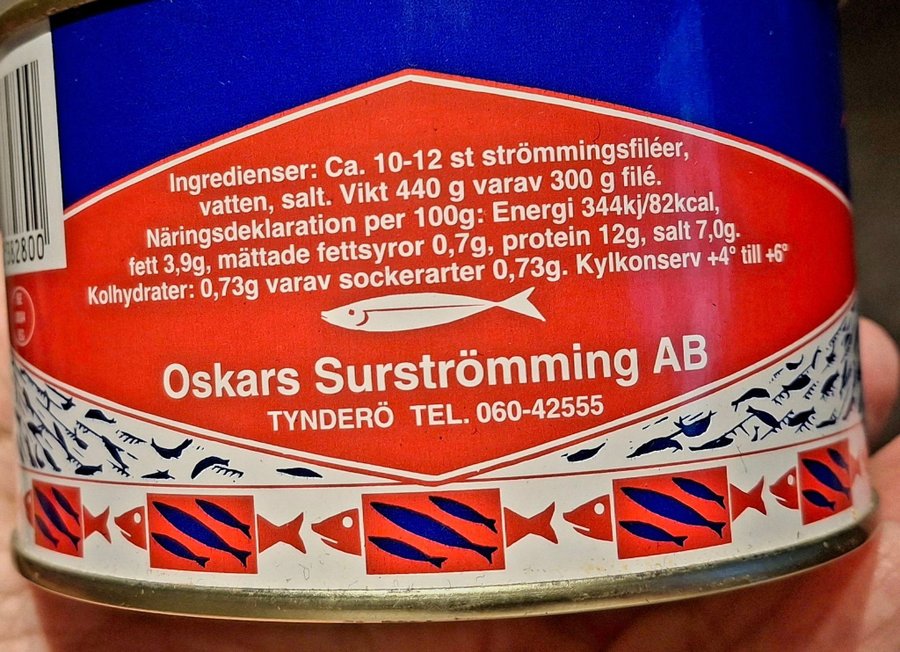 Ingredienser: Ca. 10-12 st strömmingsfiléer,
vatten, salt. Vikt 440 g varav 300 g filé.
Näringsdeklaration per 100g: Energi 344kj/82kcal,
fett 3,9g, mättade fettsyror 0,7g, protein 12g, salt 7,0g.
Kolhydrater: 0,73g varav sockerarter 0,73g. Kylkonserv +4° till +6°
Oskars Surströmming AB
TYNDERÖ TEL. 060-42555